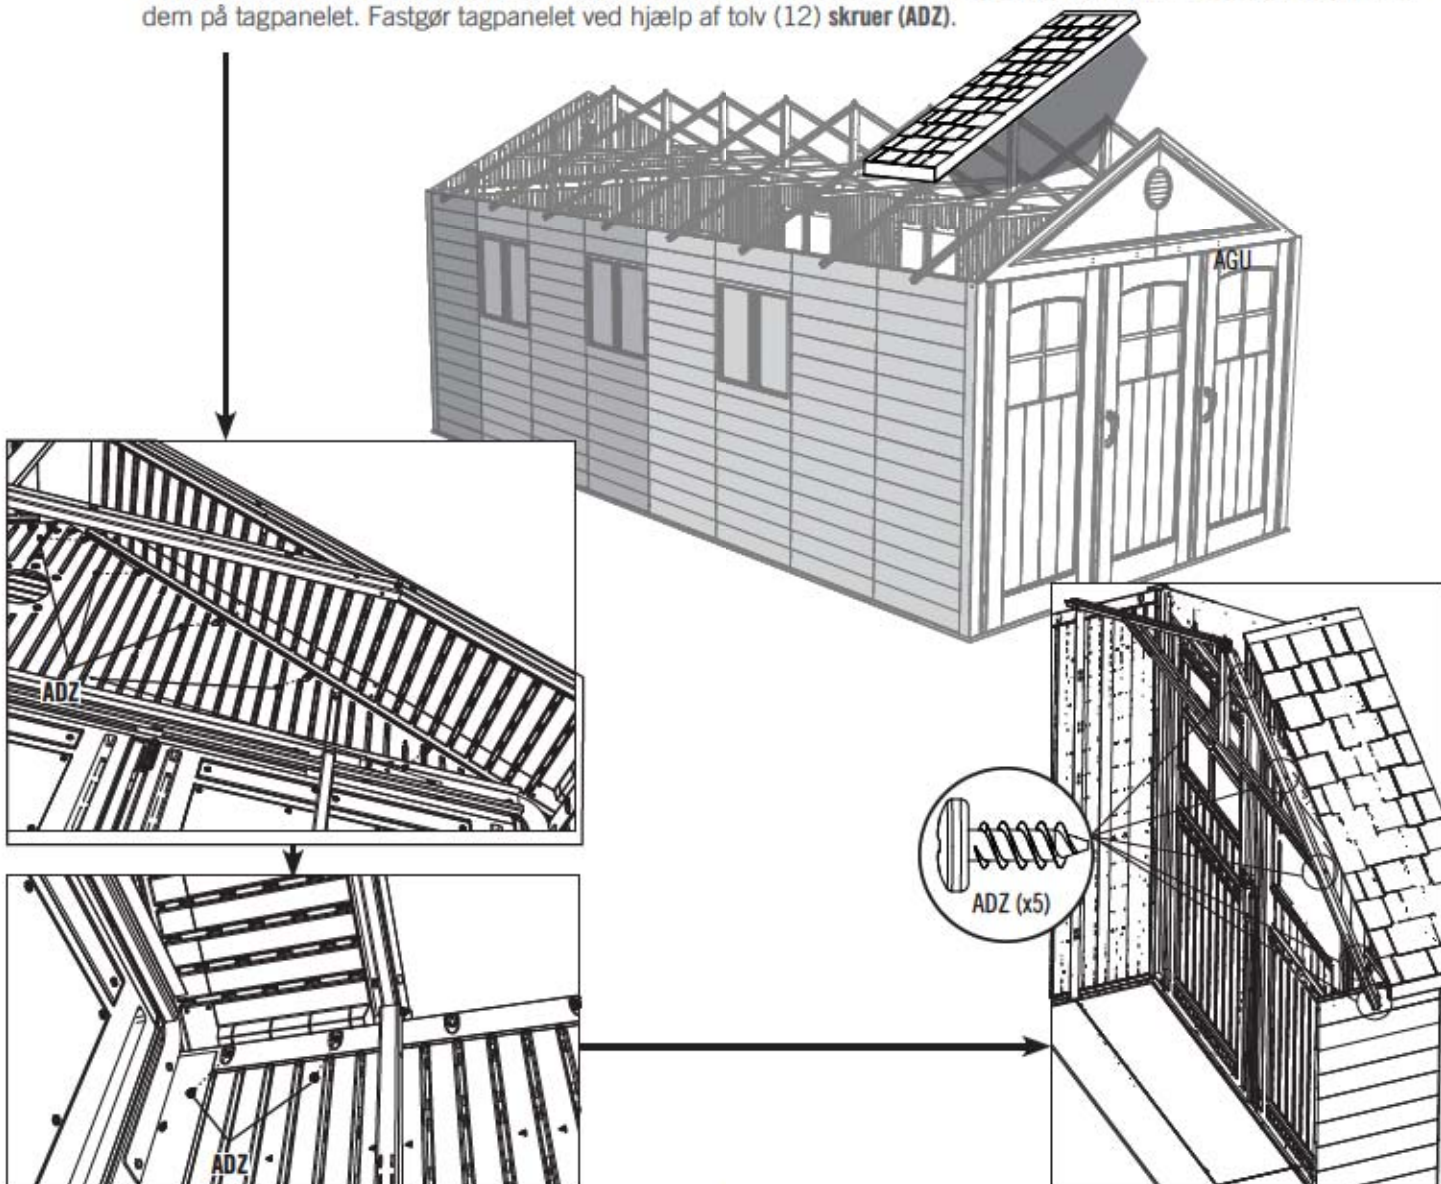 dem på tagpanelet. Fastgør tagpanelet ved hjælp af tolv (12) skruer (ADZ).
AGU
ADZ
ADZ (x5)
ADZ